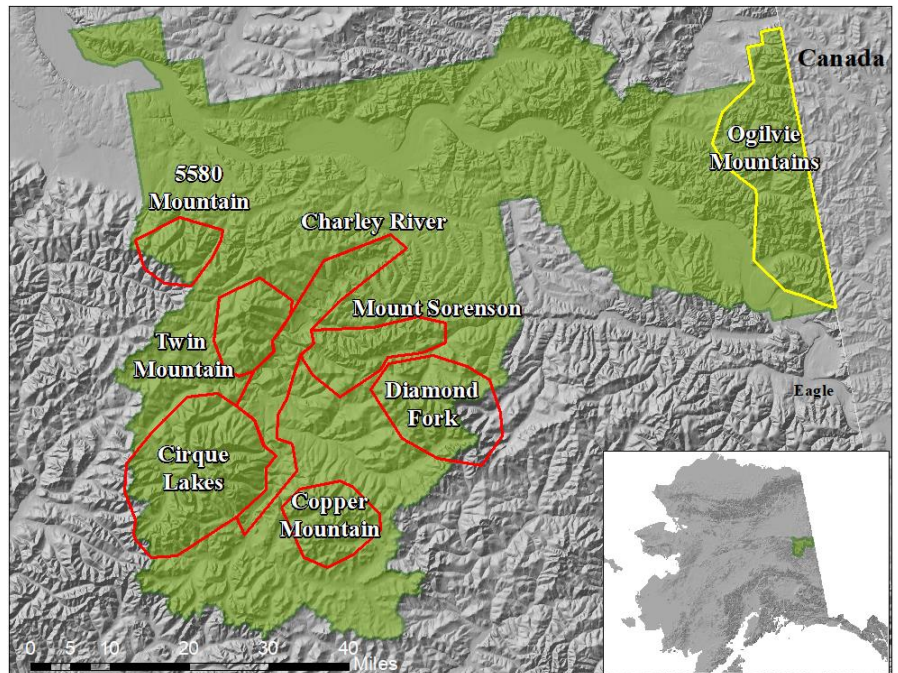 Canada
Ogilvie
Mountains
5580
Mountain
Charley River
Mount Sorenson
Twin
Mountain
Diamond
Fork
Eagle
Cirque
Lakes
Copper
Mountain
0 5 10 20 30 40
Miles